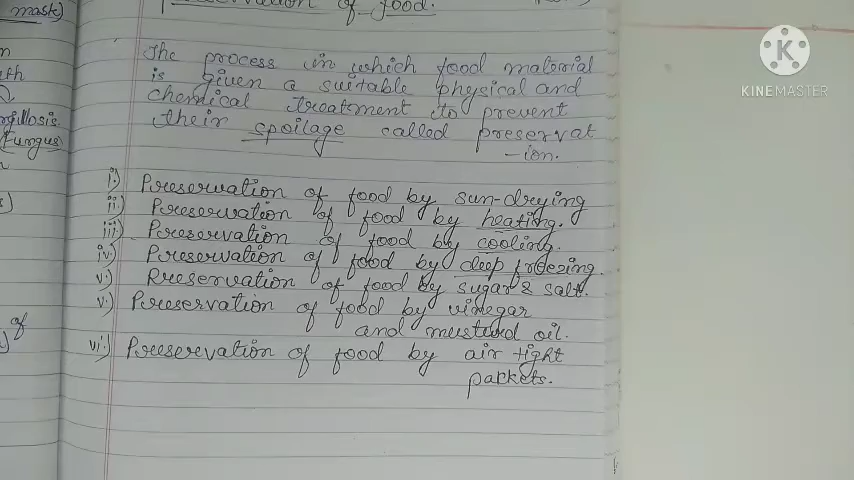 mask)
of food.
The process in which food material
is given a suitable physical and
chemical treatment to prevent
their spoilage called preservat
-ion.
i.) Preservation of food by sun-drying
ii.) Preservation of food by heating.
iii.) Preservation of food by cooling.
iv.) Preservation of food by deep freezing.
v.) Preservation of food by sugar & salt.
v.) Preservation of food by vinegar
and musturd oil.
vi.) Preservation of food by air tight
packets.
(Fungus)
of
K
KINEMASTER